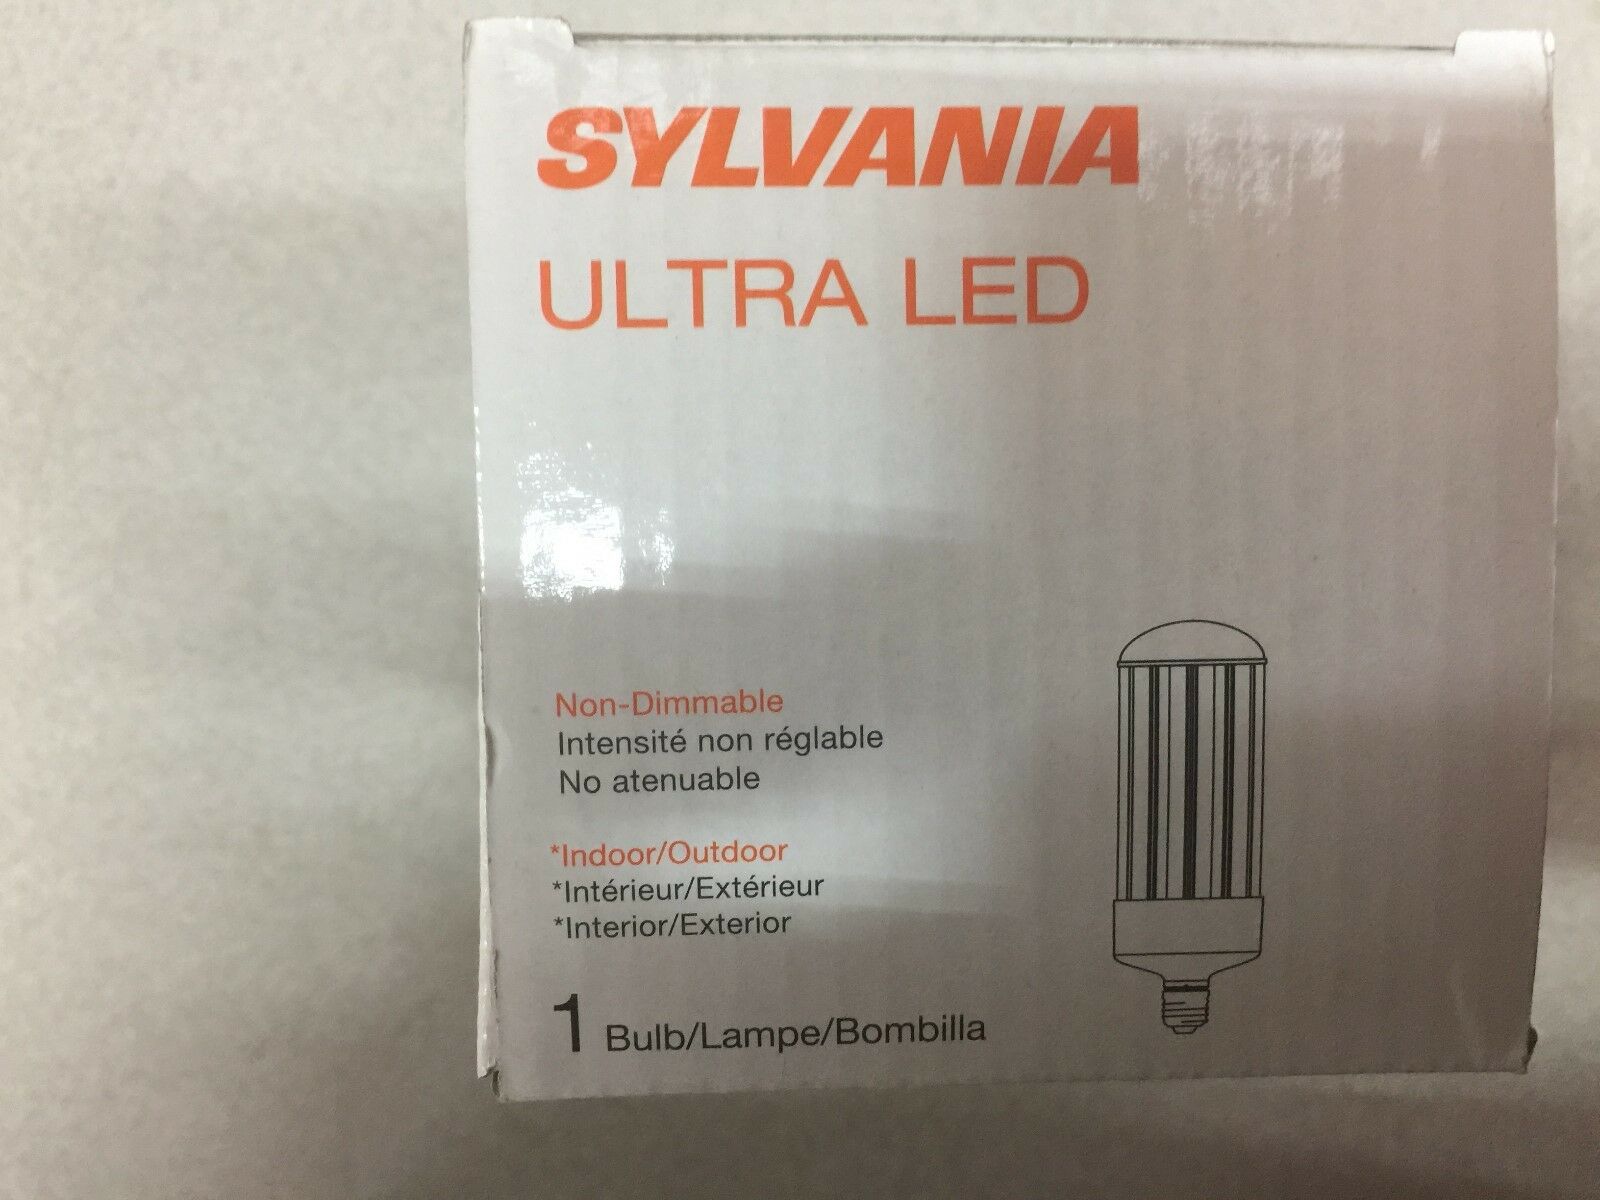 SYLVANIA
ULTRA LED
Non-Dimmable
Intensité non réglable
No atenuable
*Indoor/Outdoor
*Intérieur/Extérieur
*Interior/Exterior
1 Bulb/Lampe/Bombilla